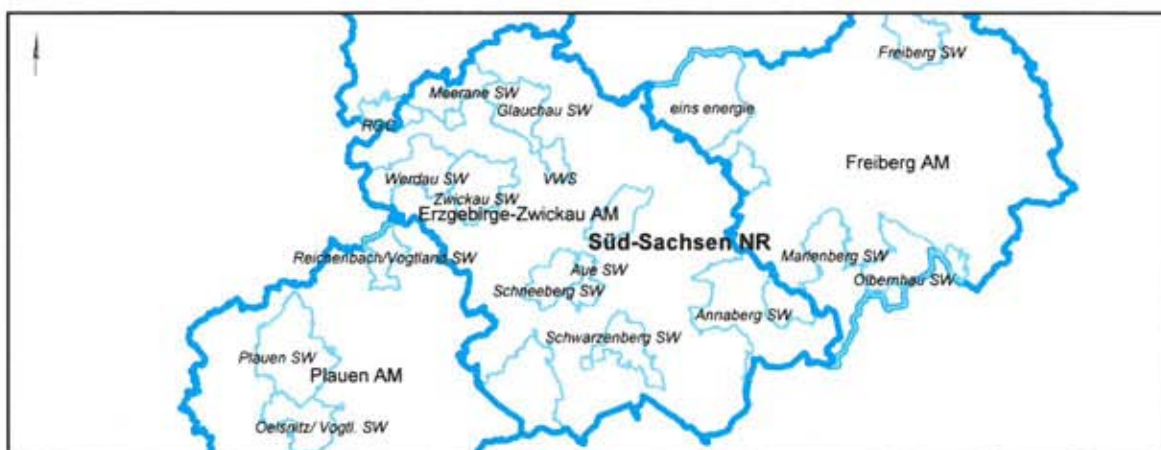 Freiberg SW
Meerane SW
Glauchau SW
eins energie
RGC
Freiberg AM
Werdau SW
VWS
Zwickau SW
Erzgebirge-Zwickau AM
Süd-Sachsen NR
Reichenbach/Vogtland SW
Marienberg SW
Aue SW
Olbernhau SW
Schneeberg SW
Annaberg SW
Schwarzenberg SW
Plauen SW
Plauen AM
Oelsnitz/ Vogtl. SW